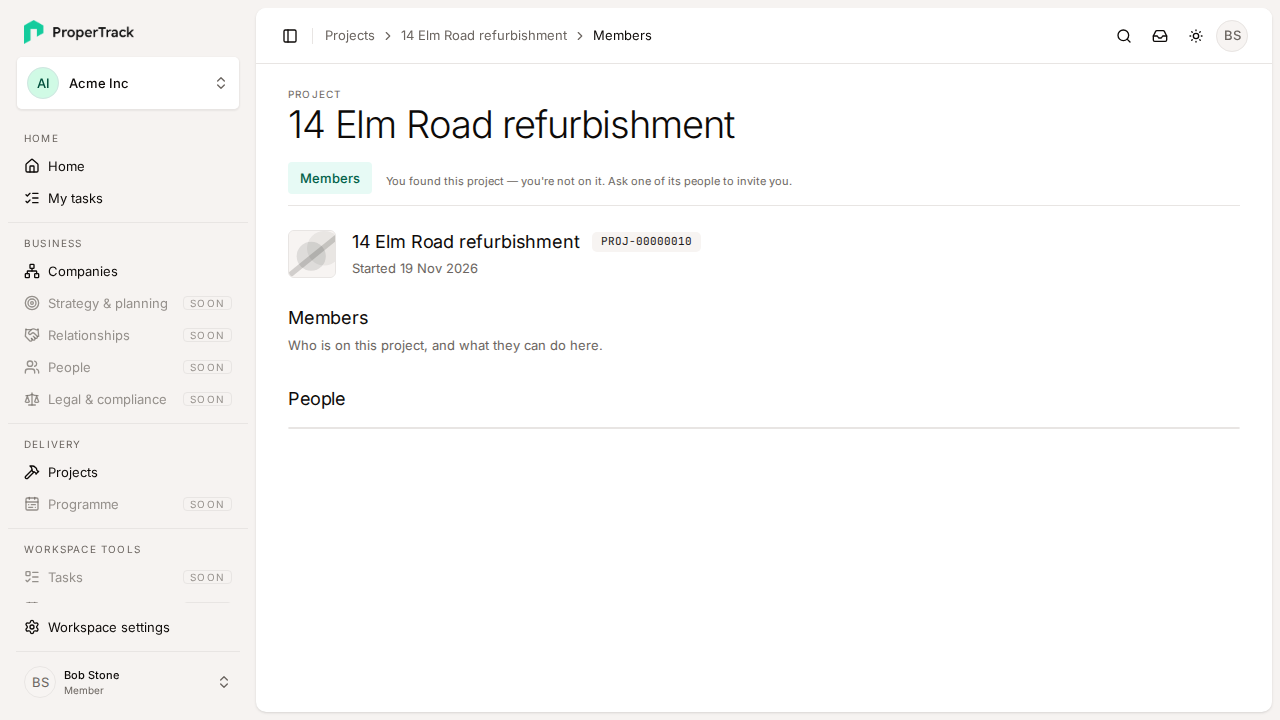 ProperTrack
AI
Acme Inc
HOME
Home
My tasks
BUSINESS
Companies
Strategy & planning SOON
Relationships SOON
People SOON
Legal & compliance SOON
DELIVERY
Projects
Programme SOON
WORKSPACE TOOLS
Tasks SOON
Workspace settings
BS
Bob Stone
Member
Projects > 14 Elm Road refurbishment > Members
BS
PROJECT
14 Elm Road refurbishment
Members
You found this project — you're not on it. Ask one of its people to invite you.
14 Elm Road refurbishment PROJ-00000010
Started 19 Nov 2026
Members
Who is on this project, and what they can do here.
People